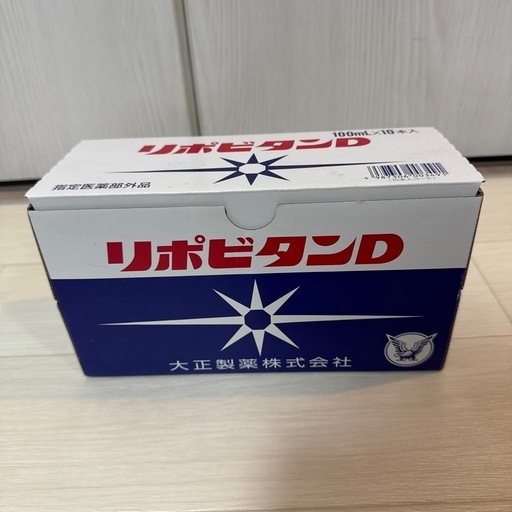 100mL×10本入
リポビタンD
指定医薬部外品
リポビタンD
大正製薬株式会社